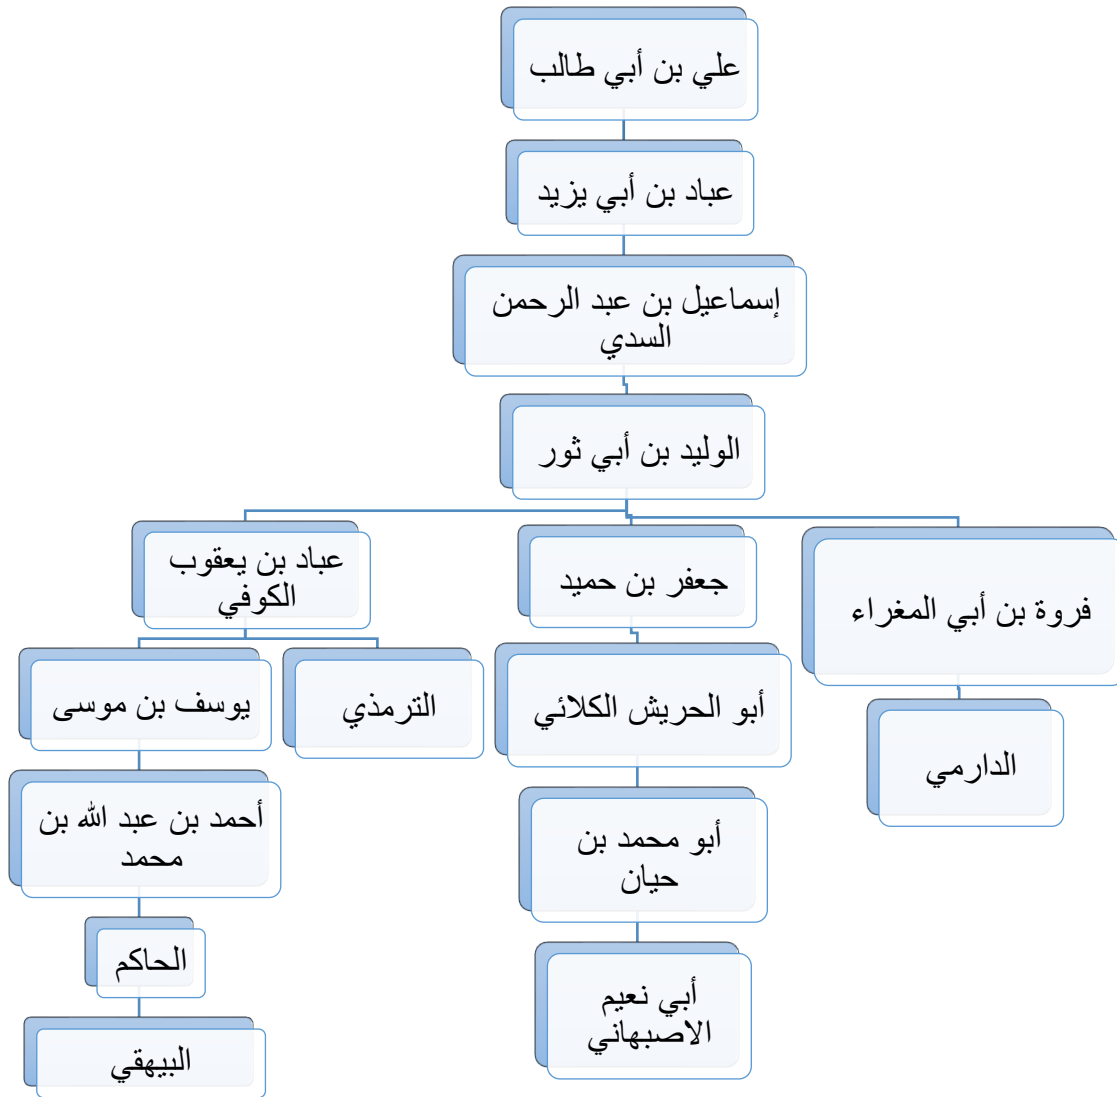 علي بن أبي طالب
عباد بن أبي يزيد
إسماعيل بن عبد الرحمن
السدي
الوليد بن أبي ثور
فروة بن أبي المغراء
الدارمي
جعفر بن حميد
أبو الحريش الكلائي
أبو محمد بن
حيان
أبي نعيم
الاصبهاني
عباد بن يعقوب
الكوفي
الترمذي
يوسف بن موسى
أحمد بن عبد الله بن
محمد
الحاكم
البيهقي